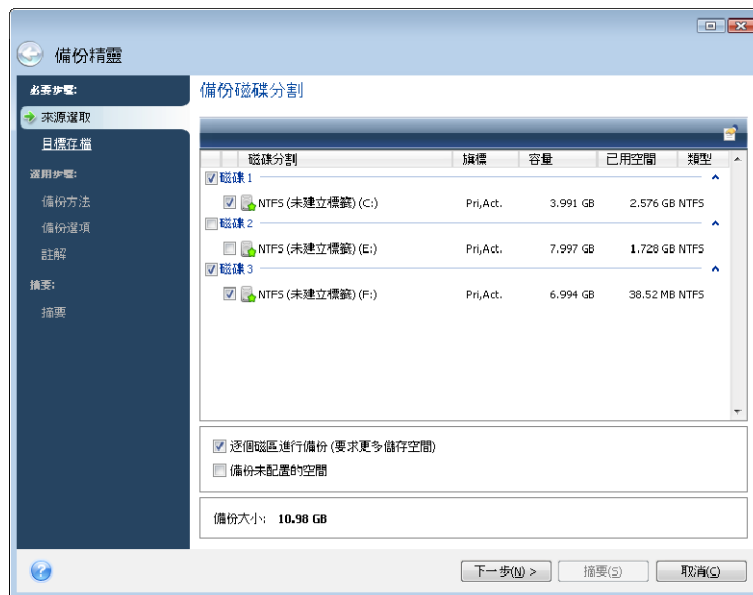 備份精靈
必要步驟:
來源選取
目標存檔
選用步驟:
備份方法
備份選項
註解
摘要:
摘要
備份磁碟分割
磁碟分割 旗標 容量 已用空間 類型
磁碟 1
NTFS (未建立標籤) (C:) Pri,Act. 3.991 GB 2.576 GB NTFS
磁碟 2
NTFS (未建立標籤) (E:) Pri,Act. 7.997 GB 1.728 GB NTFS
磁碟 3
NTFS (未建立標籤) (F:) Pri,Act. 6.994 GB 38.52 MB NTFS
逐個磁區進行備份 (要求更多儲存空間)
備份未配置的空間
備份大小: 10.98 GB
下一步(N) > 摘要(S) 取消(C)